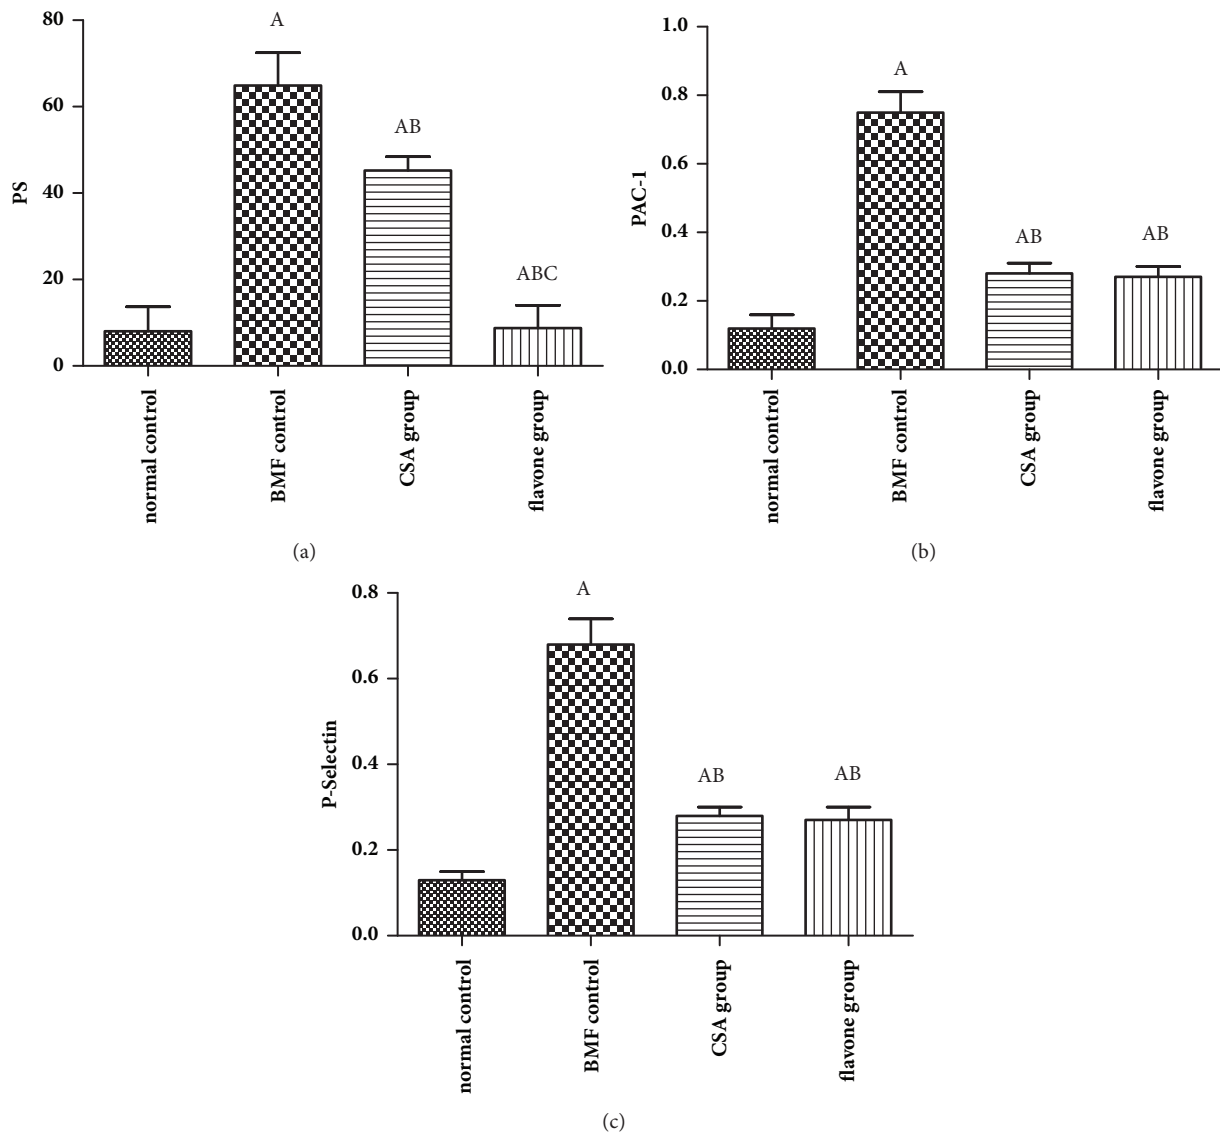 80
60
40
20
0
PS
A
AB
ABC
normal control
BMF control
CSA group
flavone group
(a)
1.0
0.8
0.6
0.4
0.2
0.0
PAC-1
A
AB
AB
normal control
BMF control
CSA group
flavone group
(b)
0.8
0.6
0.4
0.2
0.0
P-Selectin
A
AB
AB
normal control
BMF control
CSA group
flavone group
(c)